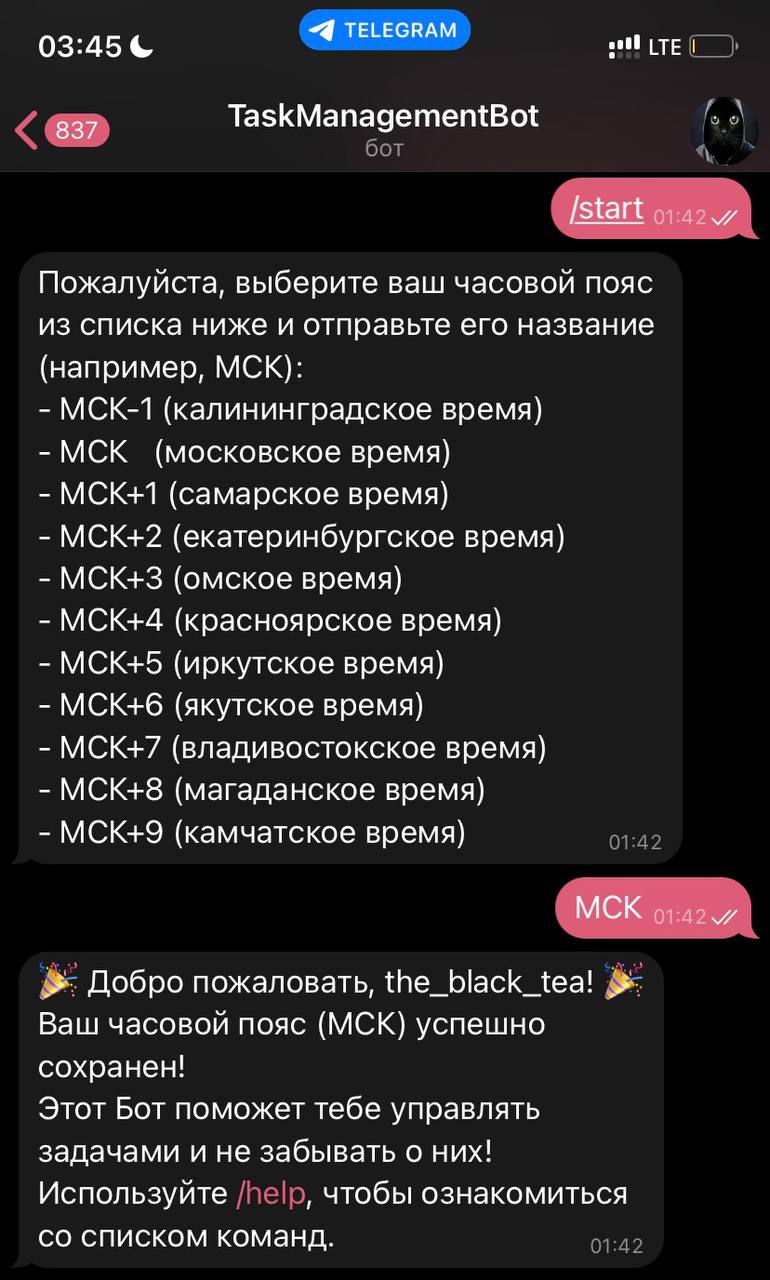 03:45
TELEGRAM
LTE
837
TaskManagementBot
бот
/start 01:42
Пожалуйста, выберите ваш часовой пояс
из списка ниже и отправьте его название
(например, МСК):
- МСК-1 (калининградское время)
- МСК   (московское время)
- МСК+1 (самарское время)
- МСК+2 (екатеринбургское время)
- МСК+3 (омское время)
- МСК+4 (красноярское время)
- МСК+5 (иркутское время)
- МСК+6 (якутское время)
- МСК+7 (владивостокское время)
- МСК+8 (магаданское время)
- МСК+9 (камчатское время)
01:42
МСК 01:42
🎉 Добро пожаловать, the_black_tea! 🎉
Ваш часовой пояс (МСК) успешно
сохранен!
Этот Бот поможет тебе управлять
задачами и не забывать о них!
Используйте /help, чтобы ознакомиться
со списком команд.
01:42